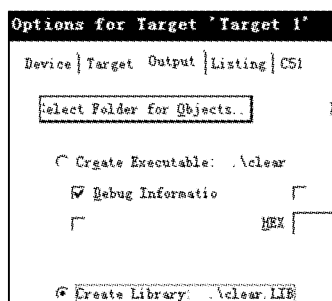 Options for Target 'Target 1'
Device Target Output Listing C51
Select Folder for Objects..
Create Executable: .\clear
Debug Informatio
HEX
Create Library: .\clear.LIB